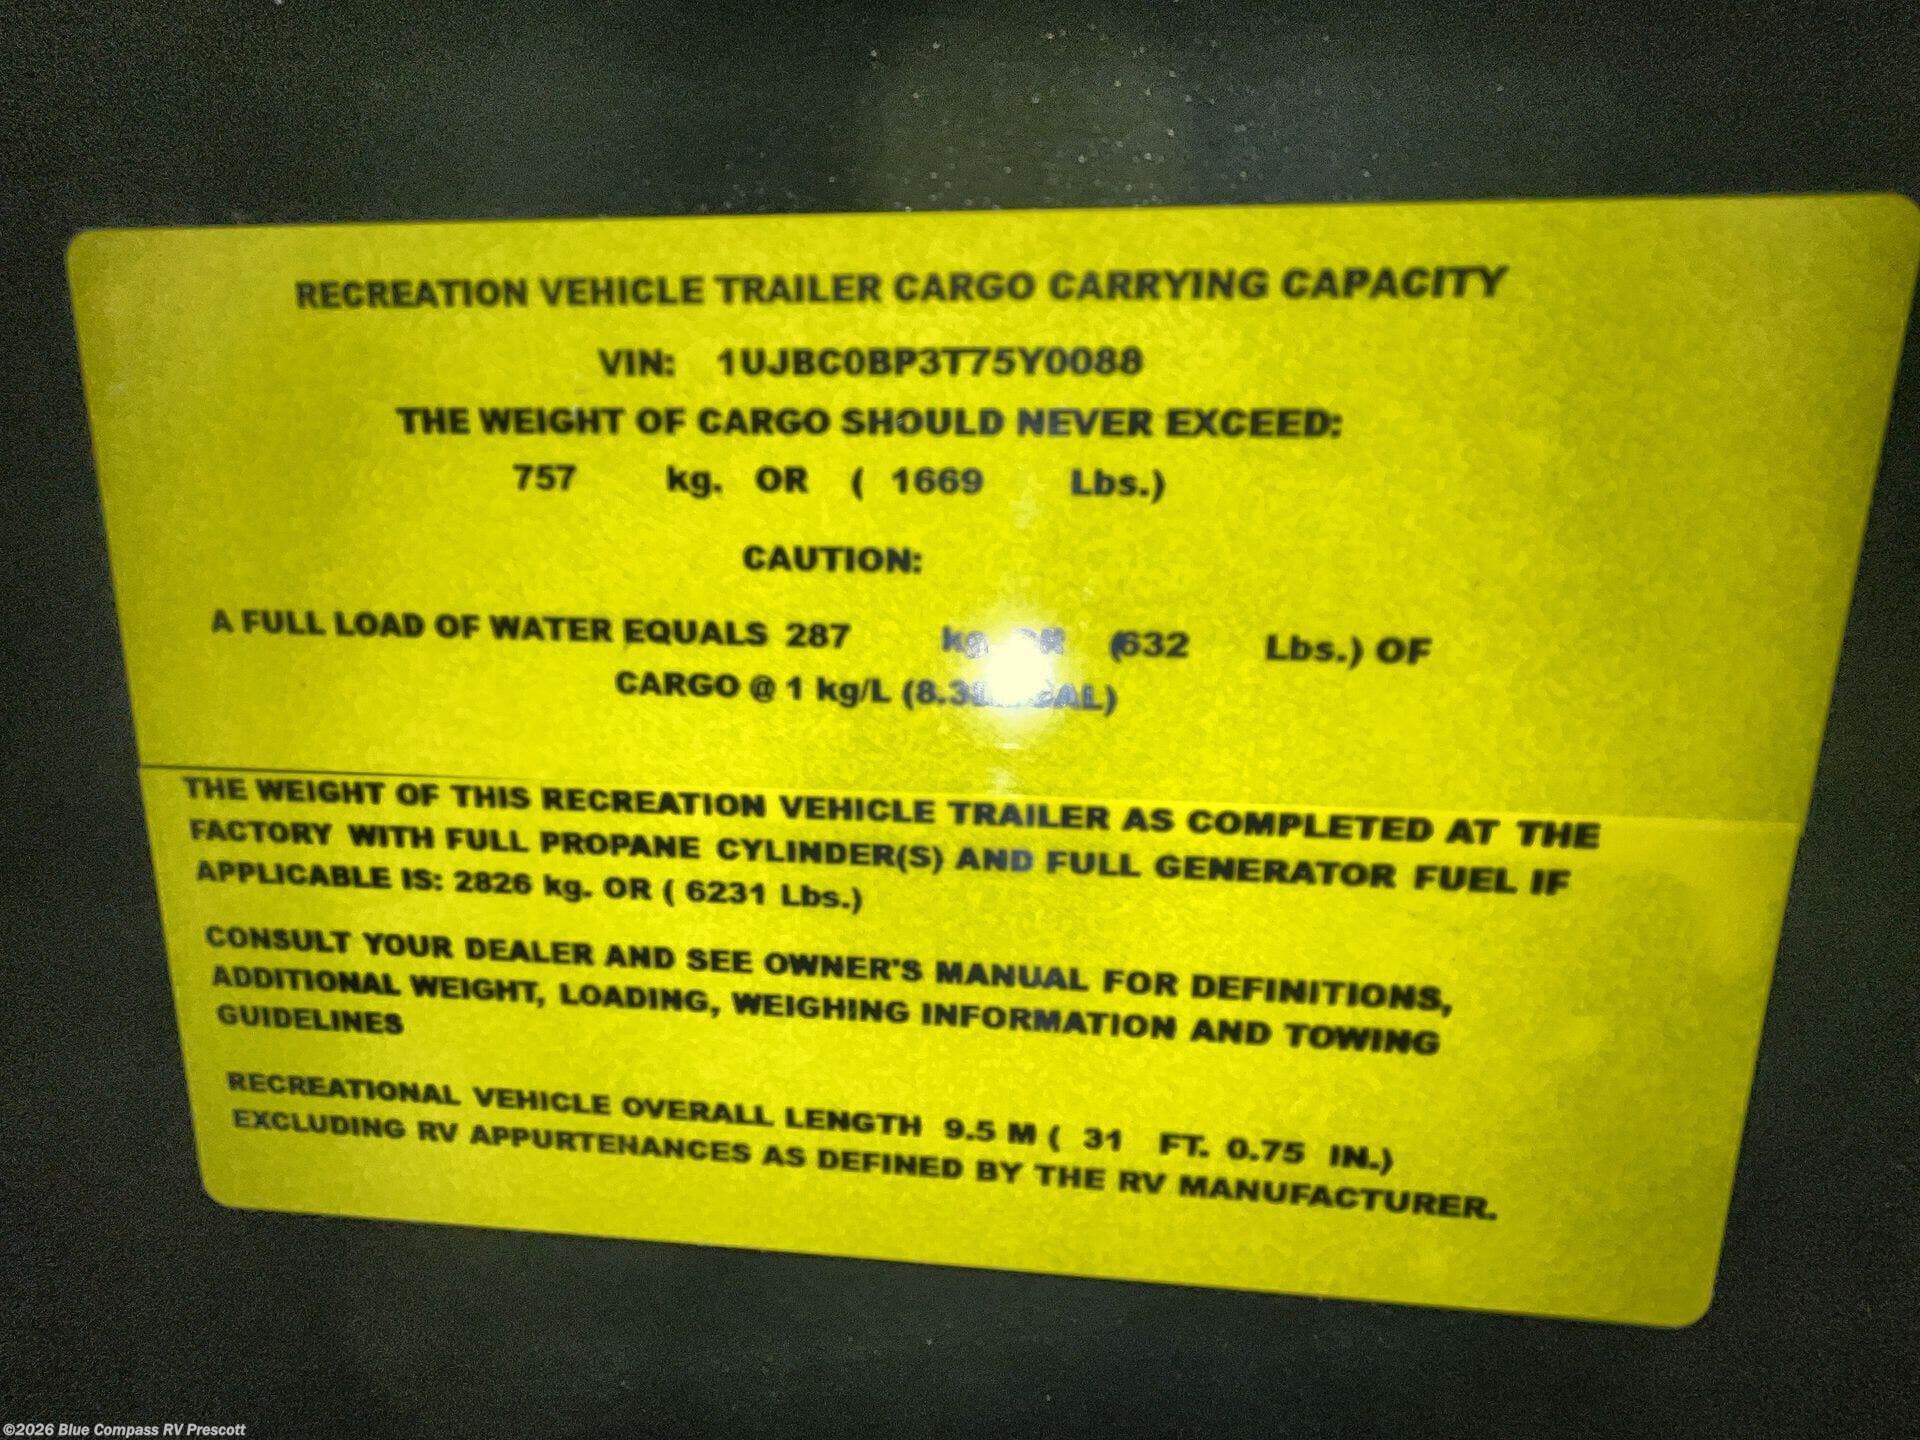 RECREATION VEHICLE TRAILER CARGO CARRYING CAPACITY
VIN: 1UJBC0BP3T75Y0088
THE WEIGHT OF CARGO SHOULD NEVER EXCEED:
757 kg. OR ( 1669 Lbs.)
CAUTION:
A FULL LOAD OF WATER EQUALS 287 kg OR (632 Lbs.) OF
CARGO @ 1 kg/L
THE WEIGHT OF THIS RECREATION VEHICLE TRAILER AS COMPLETED AT THE
FACTORY WITH FULL PROPANE CYLINDER(S) AND FULL GENERATOR FUEL IF
APPLICABLE IS: 2826 kg. OR ( 6231 Lbs.)
CONSULT YOUR DEALER AND SEE OWNER'S MANUAL FOR DEFINITIONS,
ADDITIONAL WEIGHT, LOADING, WEIGHING INFORMATION AND TOWING
GUIDELINES
RECREATIONAL VEHICLE OVERALL LENGTH 9.5 M ( 31 FT. 0.75 IN.)
EXCLUDING RV APPURTENANCES AS DEFINED BY THE RV MANUFACTURER.
©2026 Blue Compass RV Prescott